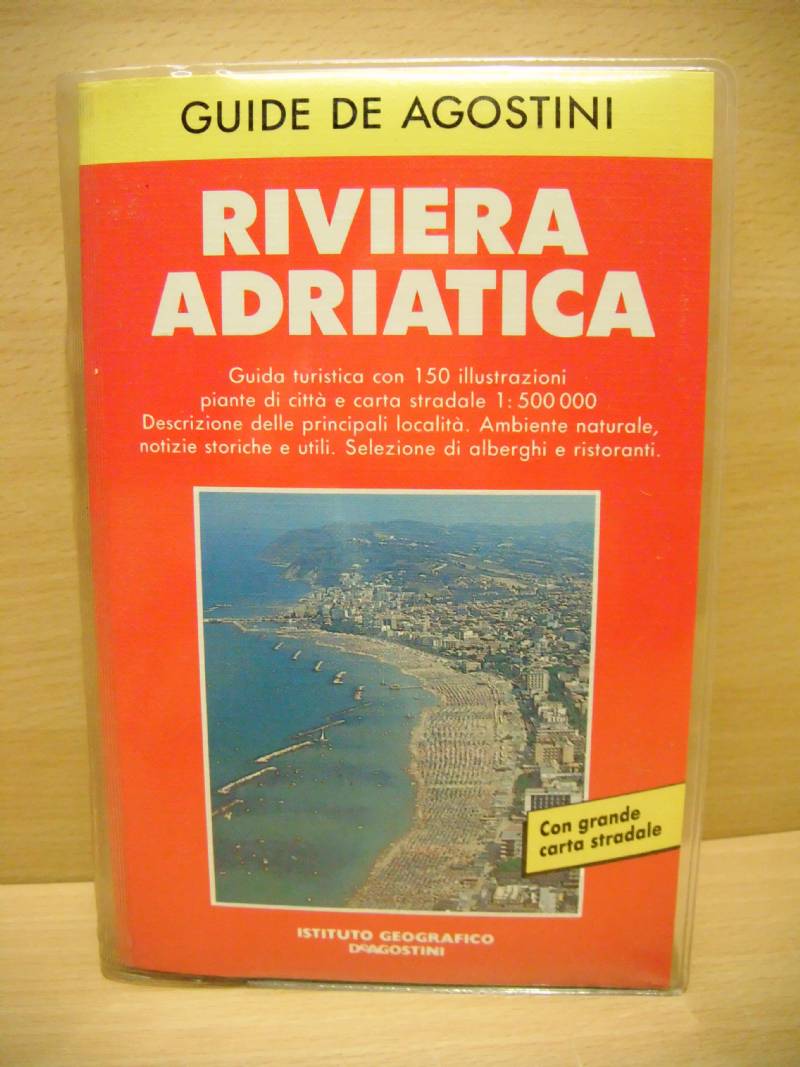 GUIDE DE AGOSTINI
RIVIERA
ADRIATICA
Guida turistica con 150 illustrazioni
piante di città e carta stradale 1:500 000
Descrizione delle principali località. Ambiente naturale,
notizie storiche e utili. Selezione di alberghi e ristoranti.
Con grande
carta stradale
ISTITUTO GEOGRAFICO
DeAGOSTINI